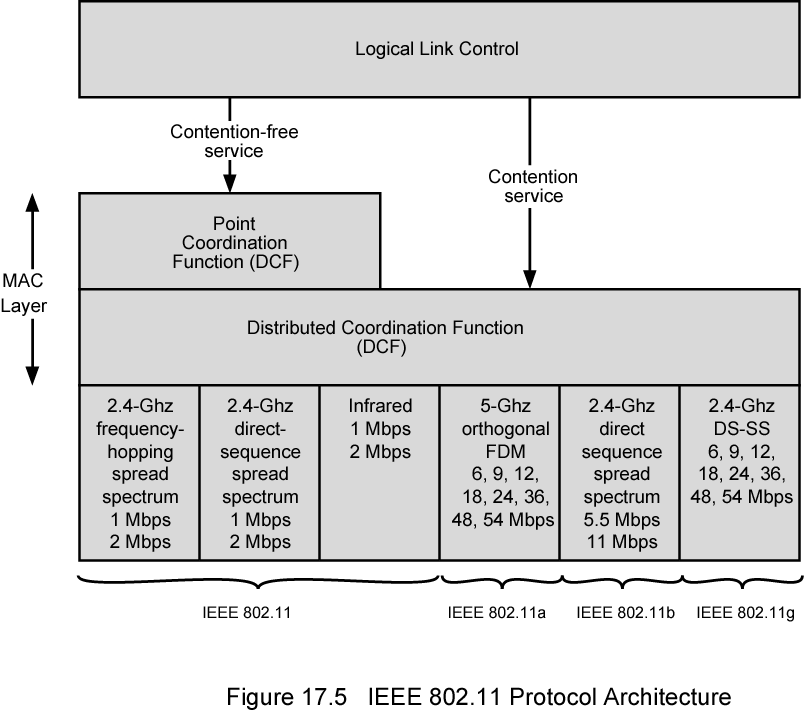 Logical Link Control
Contention-free
service
Contention
service
Point
Coordination
Function (DCF)
MAC
Layer
Distributed Coordination Function
(DCF)
2.4-Ghz
frequency-
hopping
spread
spectrum
1 Mbps
2 Mbps
2.4-Ghz
direct-
sequence
spread
spectrum
1 Mbps
2 Mbps
Infrared
1 Mbps
2 Mbps
5-Ghz
orthogonal
FDM
6, 9, 12,
18, 24, 36,
48, 54 Mbps
2.4-Ghz
direct
sequence
spread
spectrum
5.5 Mbps
11 Mbps
2.4-Ghz
DS-SS
6, 9, 12,
18, 24, 36,
48, 54 Mbps
IEEE 802.11
IEEE 802.11a
IEEE 802.11b
IEEE 802.11g
Figure 17.5 IEEE 802.11 Protocol Architecture